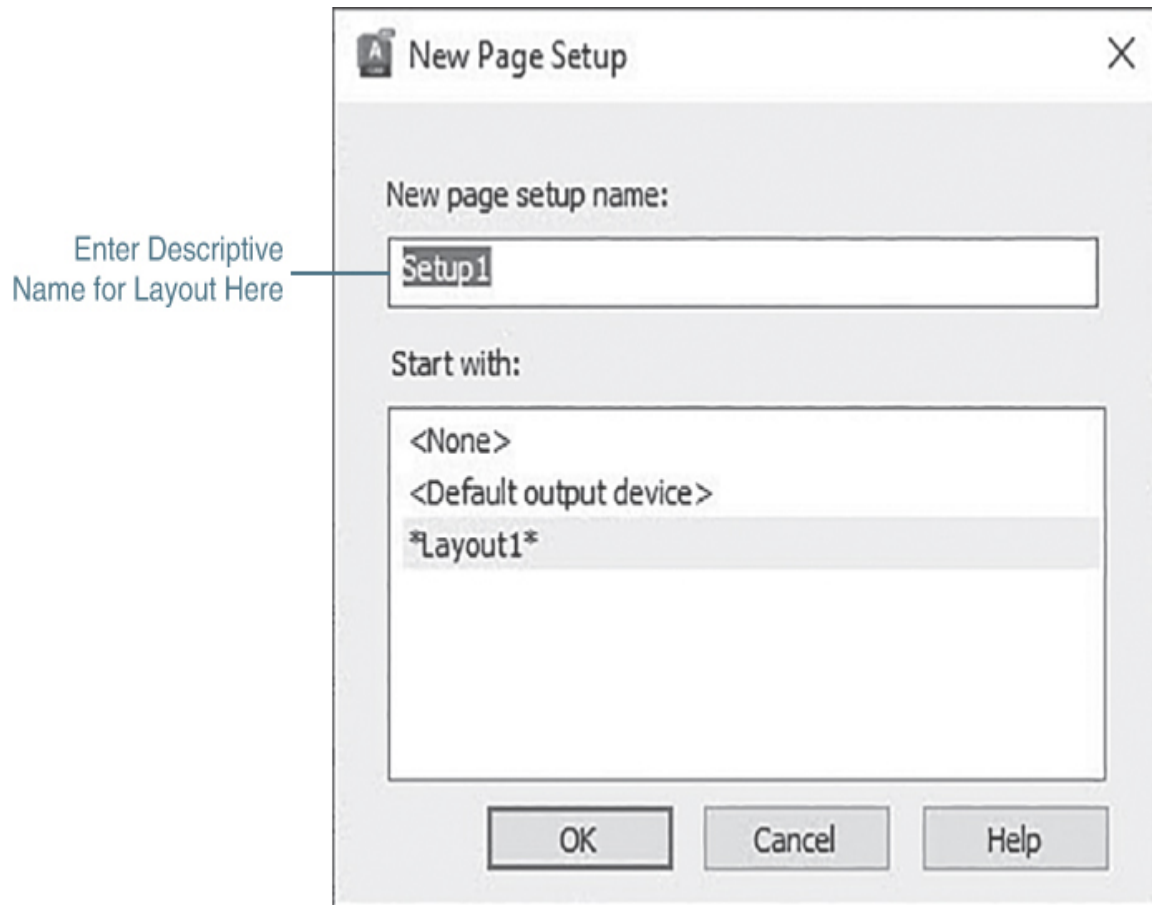 New Page Setup
New page setup name:
Enter Descriptive
Name for Layout Here
Setup1
Start with:
<None>
<Default output device>
*Layout1*
OK
Cancel
Help